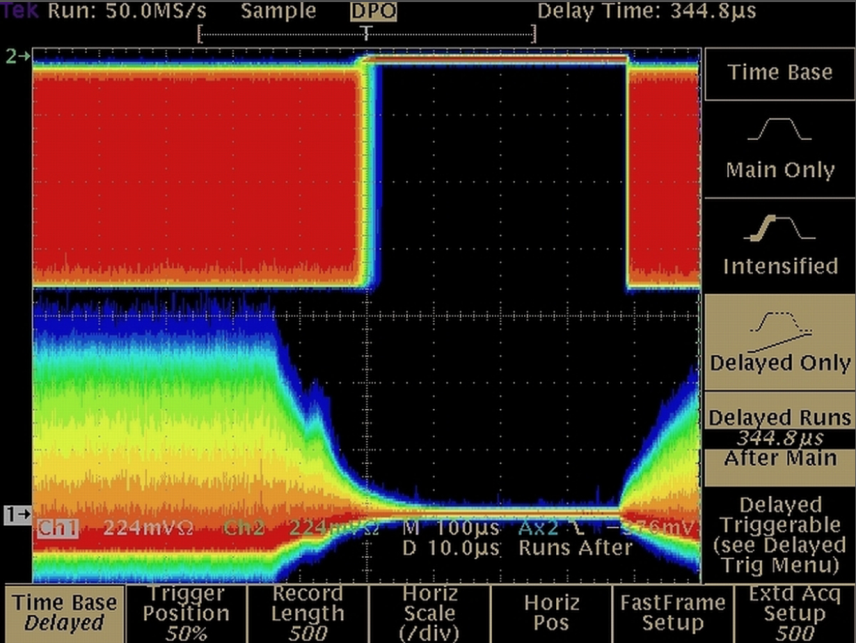 Tek Run: 50.0MS/s Sample DPO Delay Time: 344.8µs
T
2→
Time Base
Main Only
Intensified
Delayed Only
Delayed Runs
344.8µs
After Main
1→
Ch1 224mVΩ Ch2 224mVΩ M 100µs Ax2 -376mV
D 10.0µs Runs After
Delayed
Triggerable
(see Delayed
Trig Menu)
Time Base
Delayed
Trigger
Position
50%
Record
Length
500
Horiz
Scale
(/div)
Horiz
Pos
FastFrame
Setup
Extd Acq
Setup
500